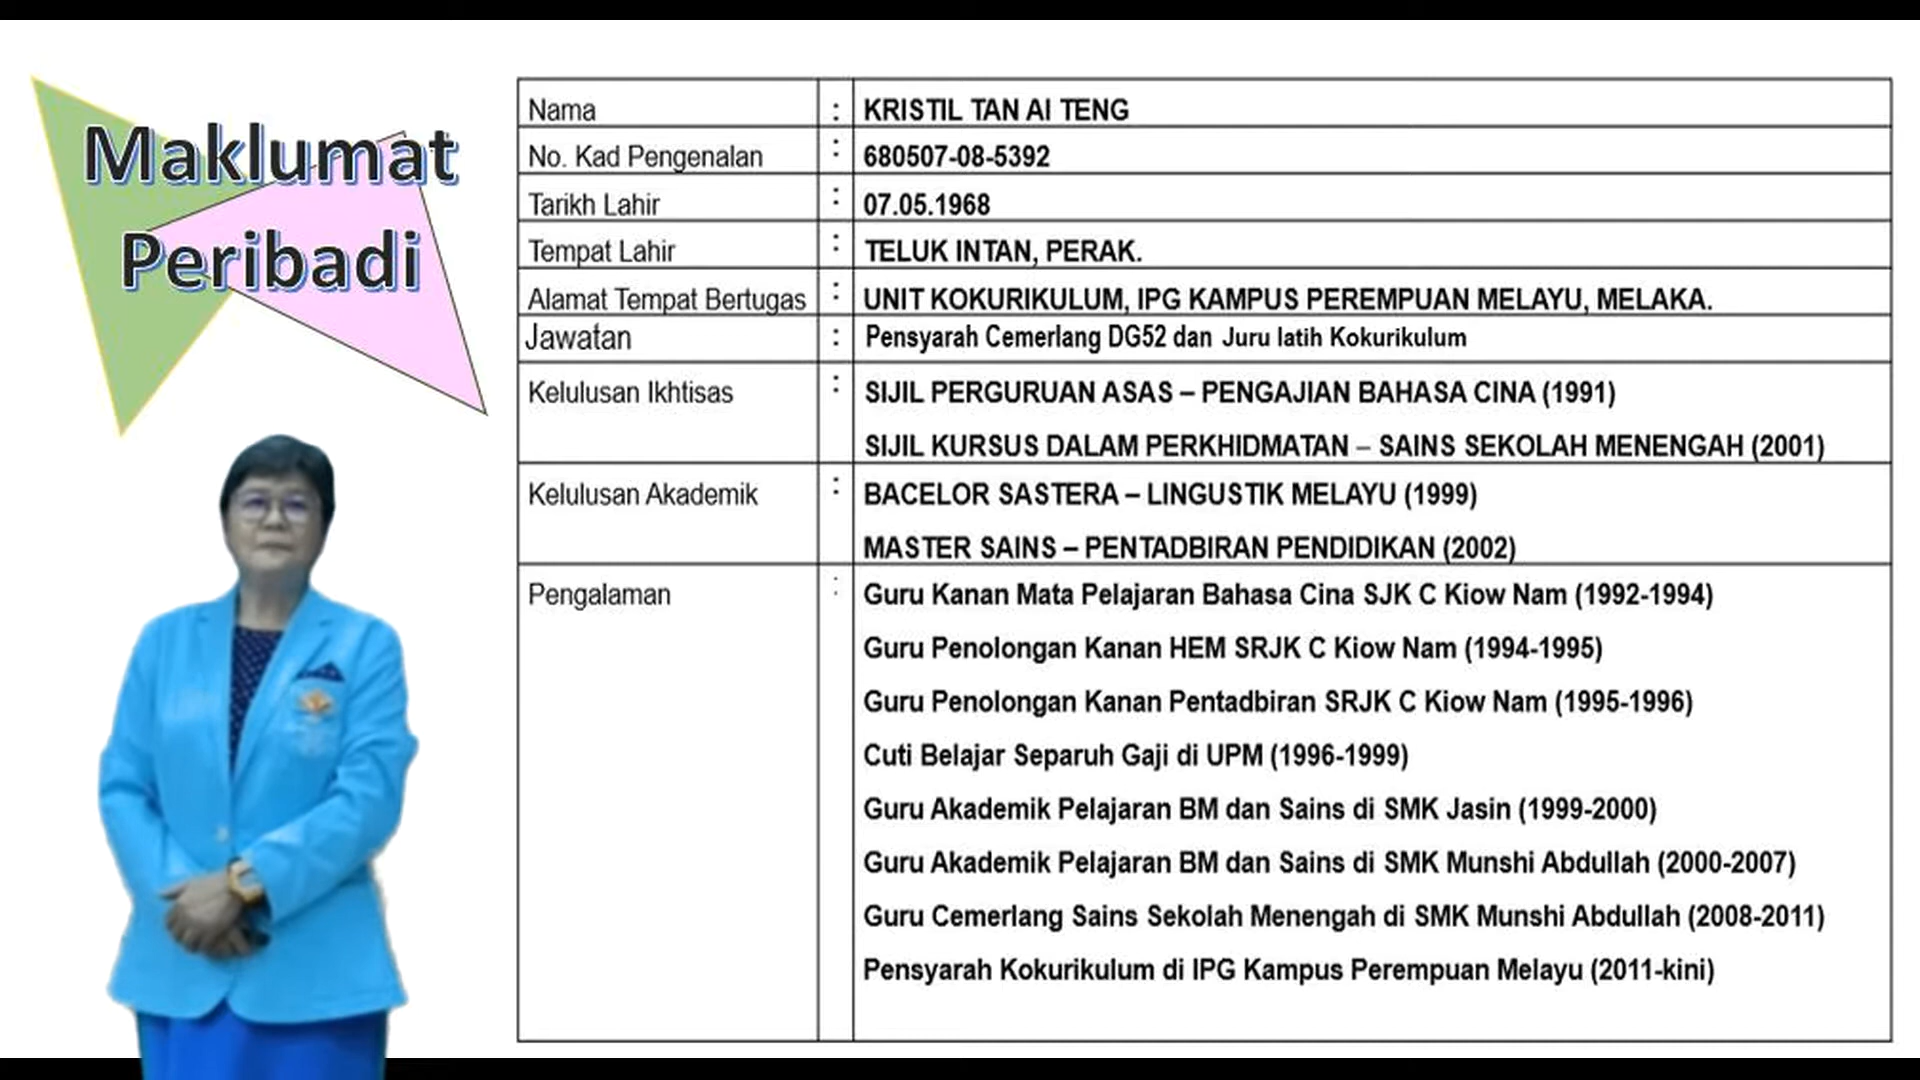 Maklumat
Peribadi
Nama : KRISTIL TAN AI TENG
No. Kad Pengenalan : 680507-08-5392
Tarikh Lahir : 07.05.1968
Tempat Lahir : TELUK INTAN, PERAK.
Alamat Tempat Bertugas : UNIT KOKURIKULUM, IPG KAMPUS PEREMPUAN MELAYU, MELAKA.
Jawatan : Pensyarah Cemerlang DG52 dan Juru latih Kokurikulum
Kelulusan Ikhtisas : SIJIL PERGURUAN ASAS – PENGAJIAN BAHASA CINA (1991)
SIJIL KURSUS DALAM PERKHIDMATAN – SAINS SEKOLAH MENENGAH (2001)
Kelulusan Akademik : BACELOR SASTERA – LINGUSTIK MELAYU (1999)
MASTER SAINS – PENTADBIRAN PENDIDIKAN (2002)
Pengalaman : Guru Kanan Mata Pelajaran Bahasa Cina SJK C Kiow Nam (1992-1994)
Guru Penolongan Kanan HEM SRJK C Kiow Nam (1994-1995)
Guru Penolongan Kanan Pentadbiran SRJK C Kiow Nam (1995-1996)
Cuti Belajar Separuh Gaji di UPM (1996-1999)
Guru Akademik Pelajaran BM dan Sains di SMK Jasin (1999-2000)
Guru Akademik Pelajaran BM dan Sains di SMK Munshi Abdullah (2000-2007)
Guru Cemerlang Sains Sekolah Menengah di SMK Munshi Abdullah (2008-2011)
Pensyarah Kokurikulum di IPG Kampus Perempuan Melayu (2011-kini)